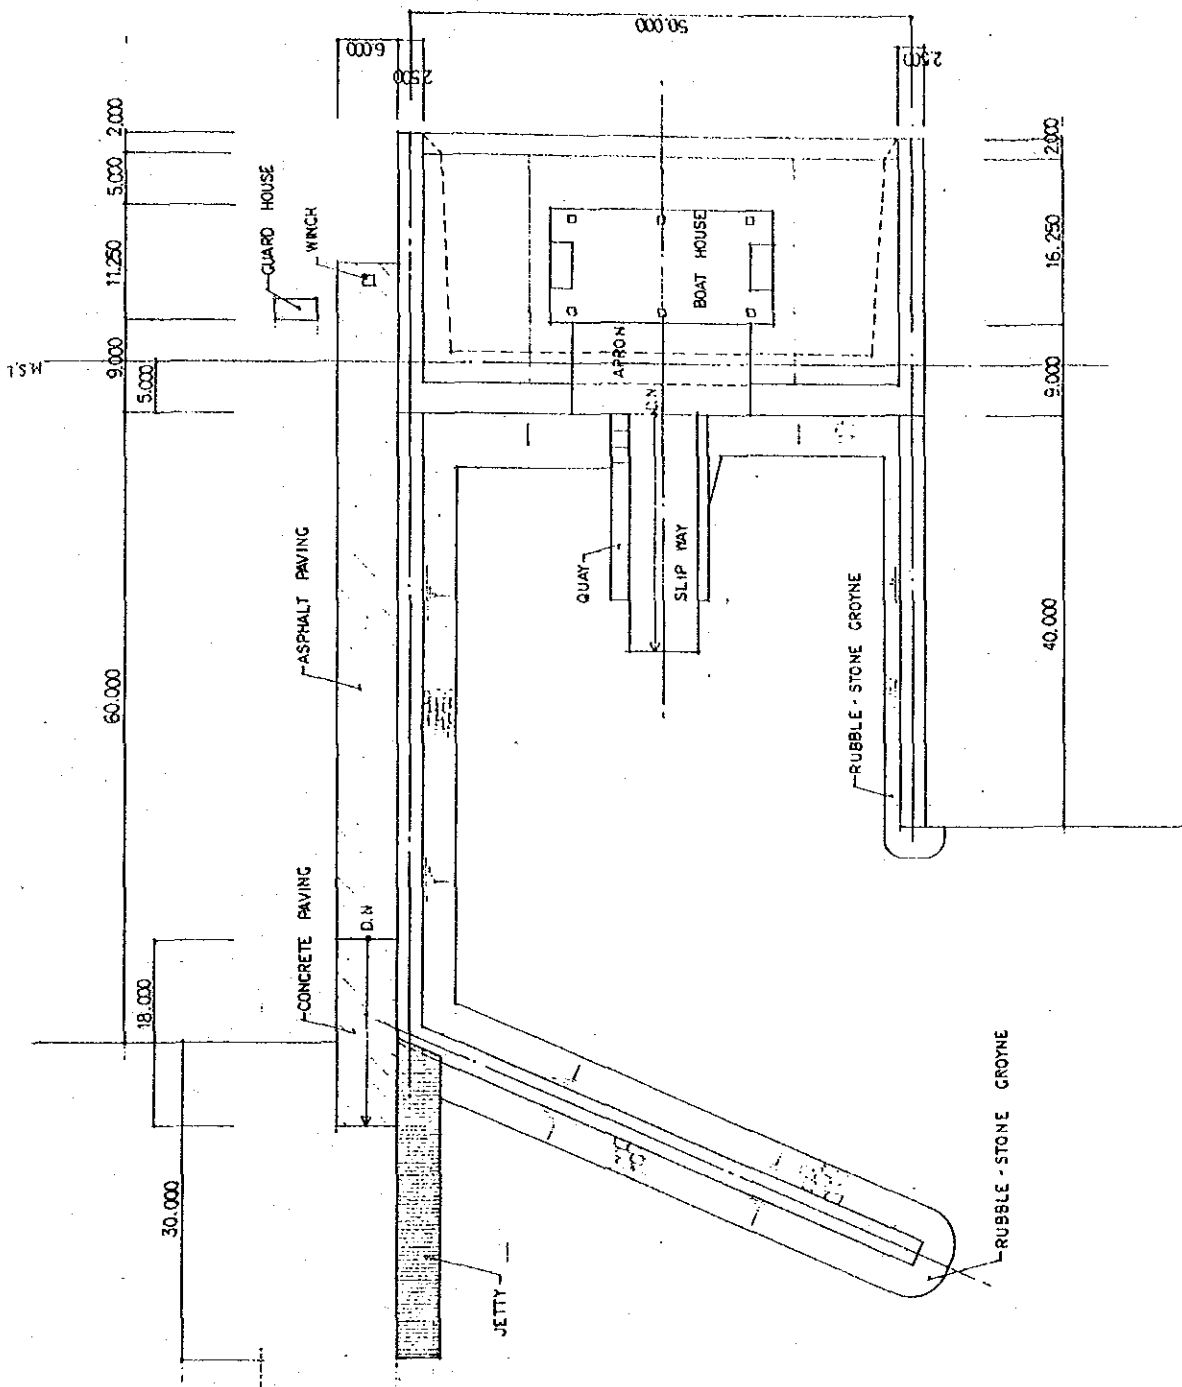 50.000
6.000
2.500
2.500
2.000
5.000
11.250
9.000
5.000
60.000
18.000
30.000
2.000
16.250
9.000
40.000
M.S.L
GUARD HOUSE
WINCH
BOAT HOUSE
APRON
D.N
QUAY
SLIP WAY
ASPHALT PAVING
CONCRETE PAVING
D.N
RUBBLE - STONE GROYNE
RUBBLE - STONE GROYNE
JETTY